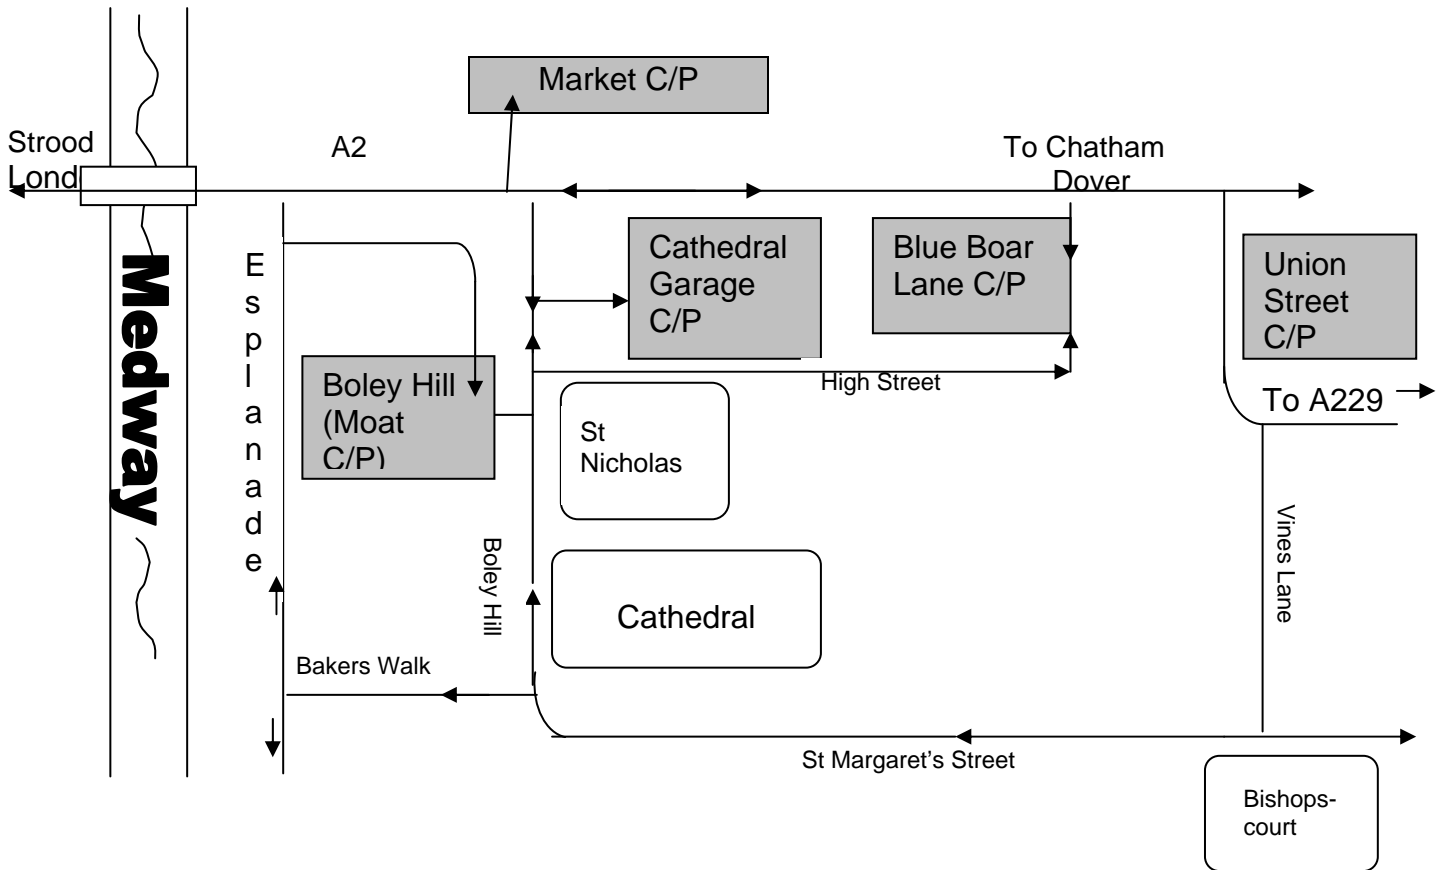 Market C/P
Strood
Lond
A2
To Chatham
Dover
Medway
Esplanade
Cathedral
Garage
C/P
Blue Boar
Lane C/P
Union
Street
C/P
Boley Hill
(Moat
C/P)
High Street
To A229
St
Nicholas
Boley Hill
Vines Lane
Cathedral
Bakers Walk
St Margaret’s Street
Bishops-
court